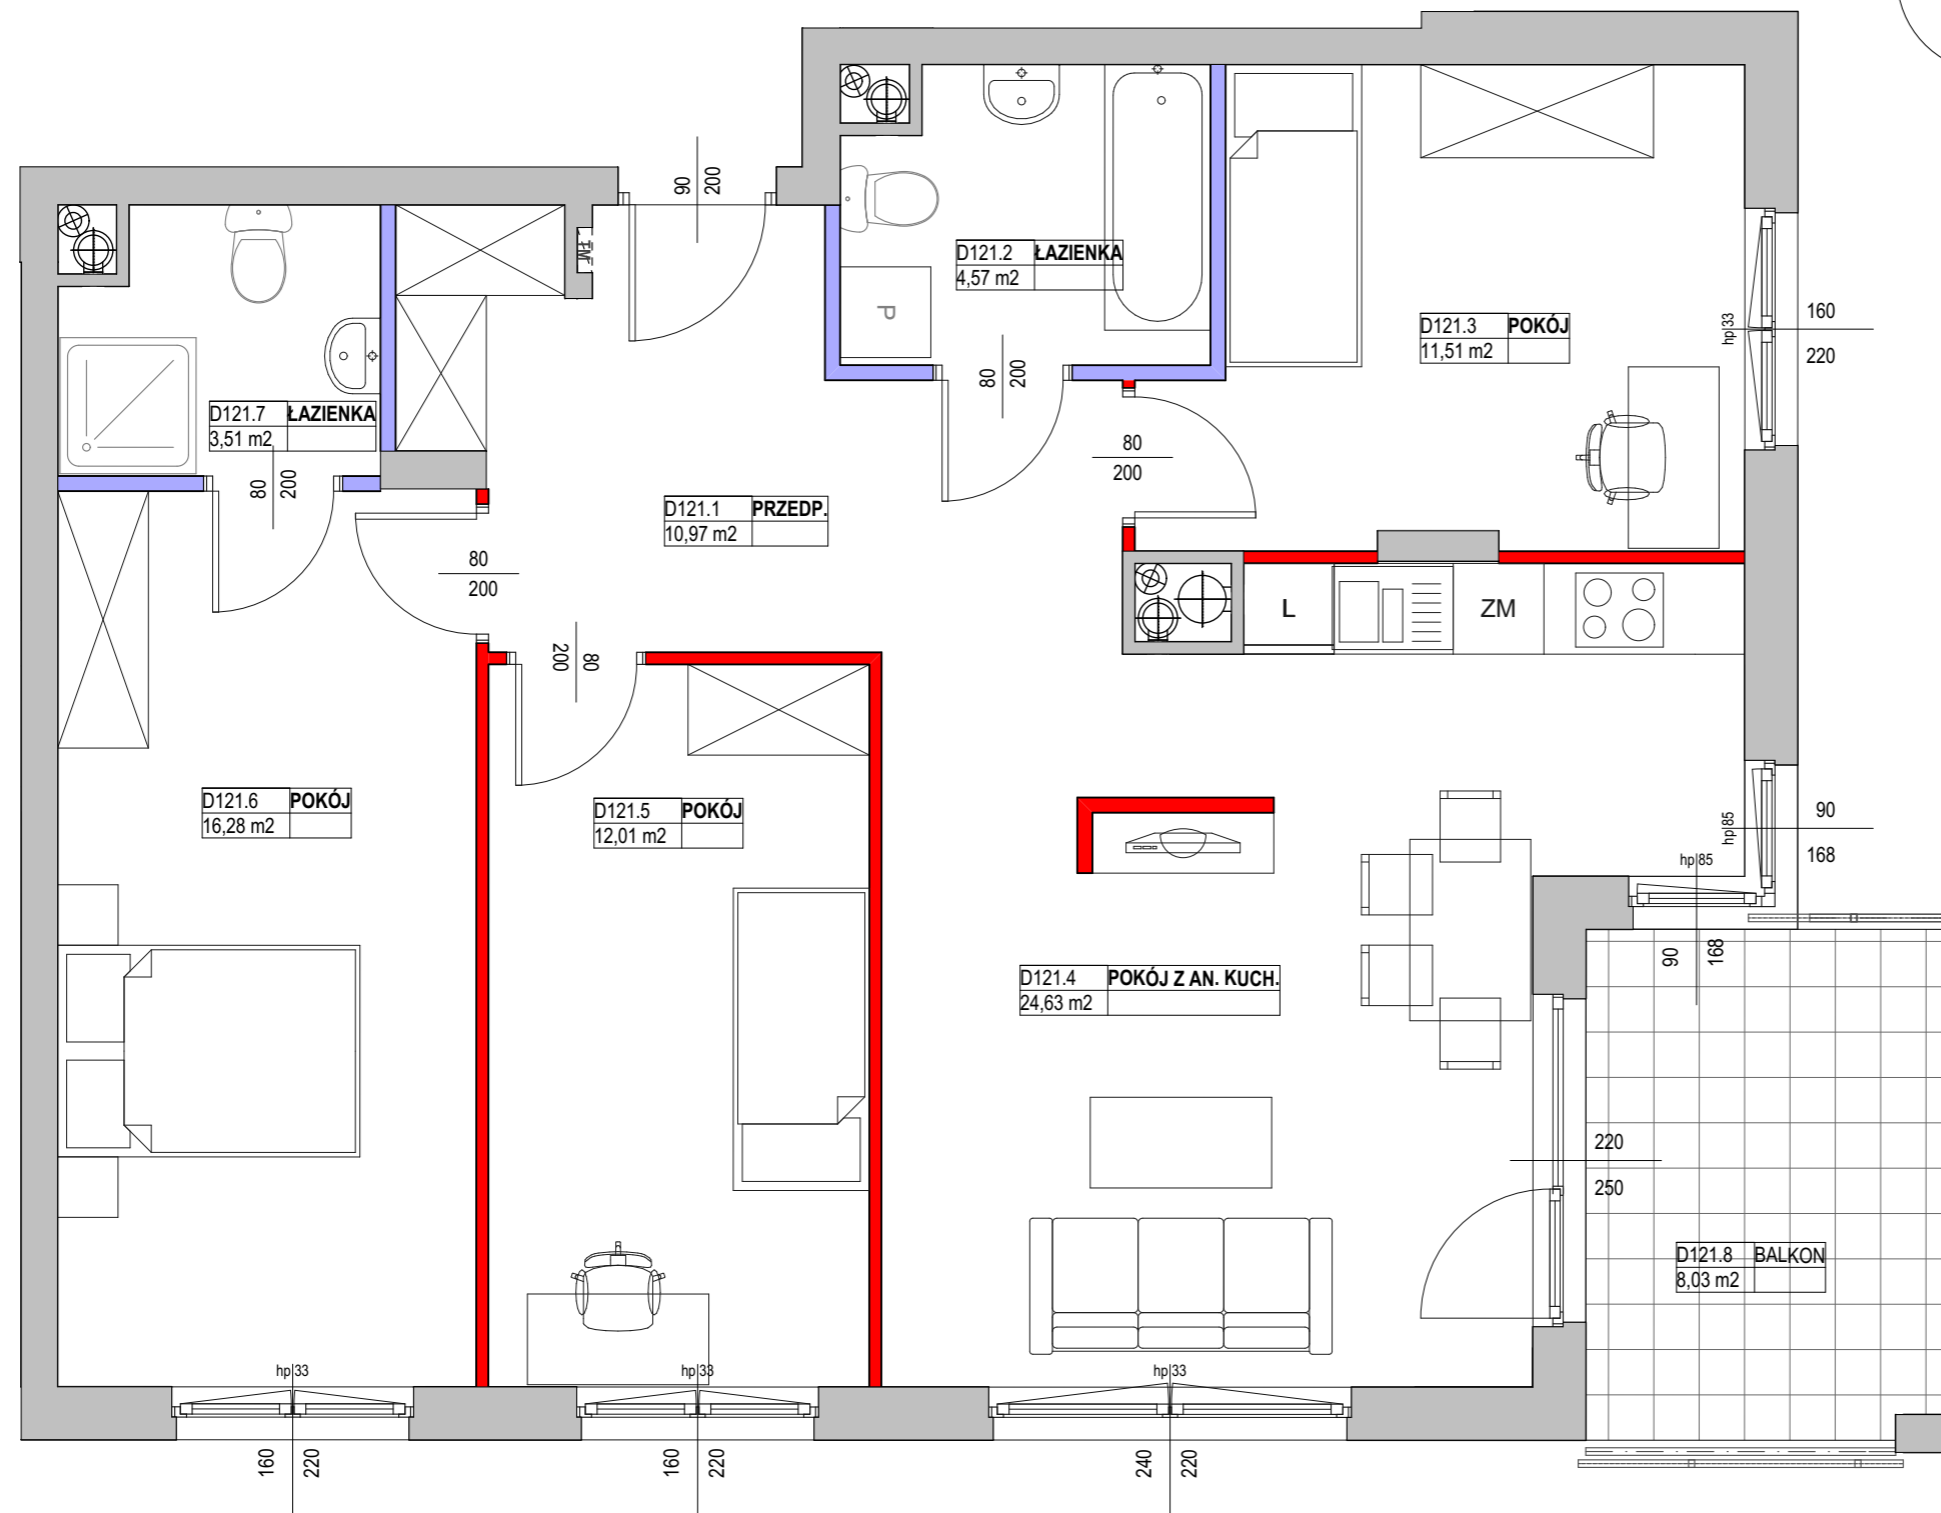 90
200
ŁM
D121.2 ŁAZIENKA
4,57 m2
P
80
200
D121.3 POKÓJ
11,51 m2
hp 33
160
220
D121.7 ŁAZIENKA
3,51 m2
80
200
80
200
D121.1 PRZEDP.
10,97 m2
80
200
80
200
L
ZM
D121.6 POKÓJ
16,28 m2
D121.5 POKÓJ
12,01 m2
hp 85
90
168
hp 85
90
168
D121.4 POKÓJ Z AN. KUCH.
24,63 m2
220
250
D121.8 BALKON
8,03 m2
hp 33
hp 33
hp 33
160
220
160
220
240
220